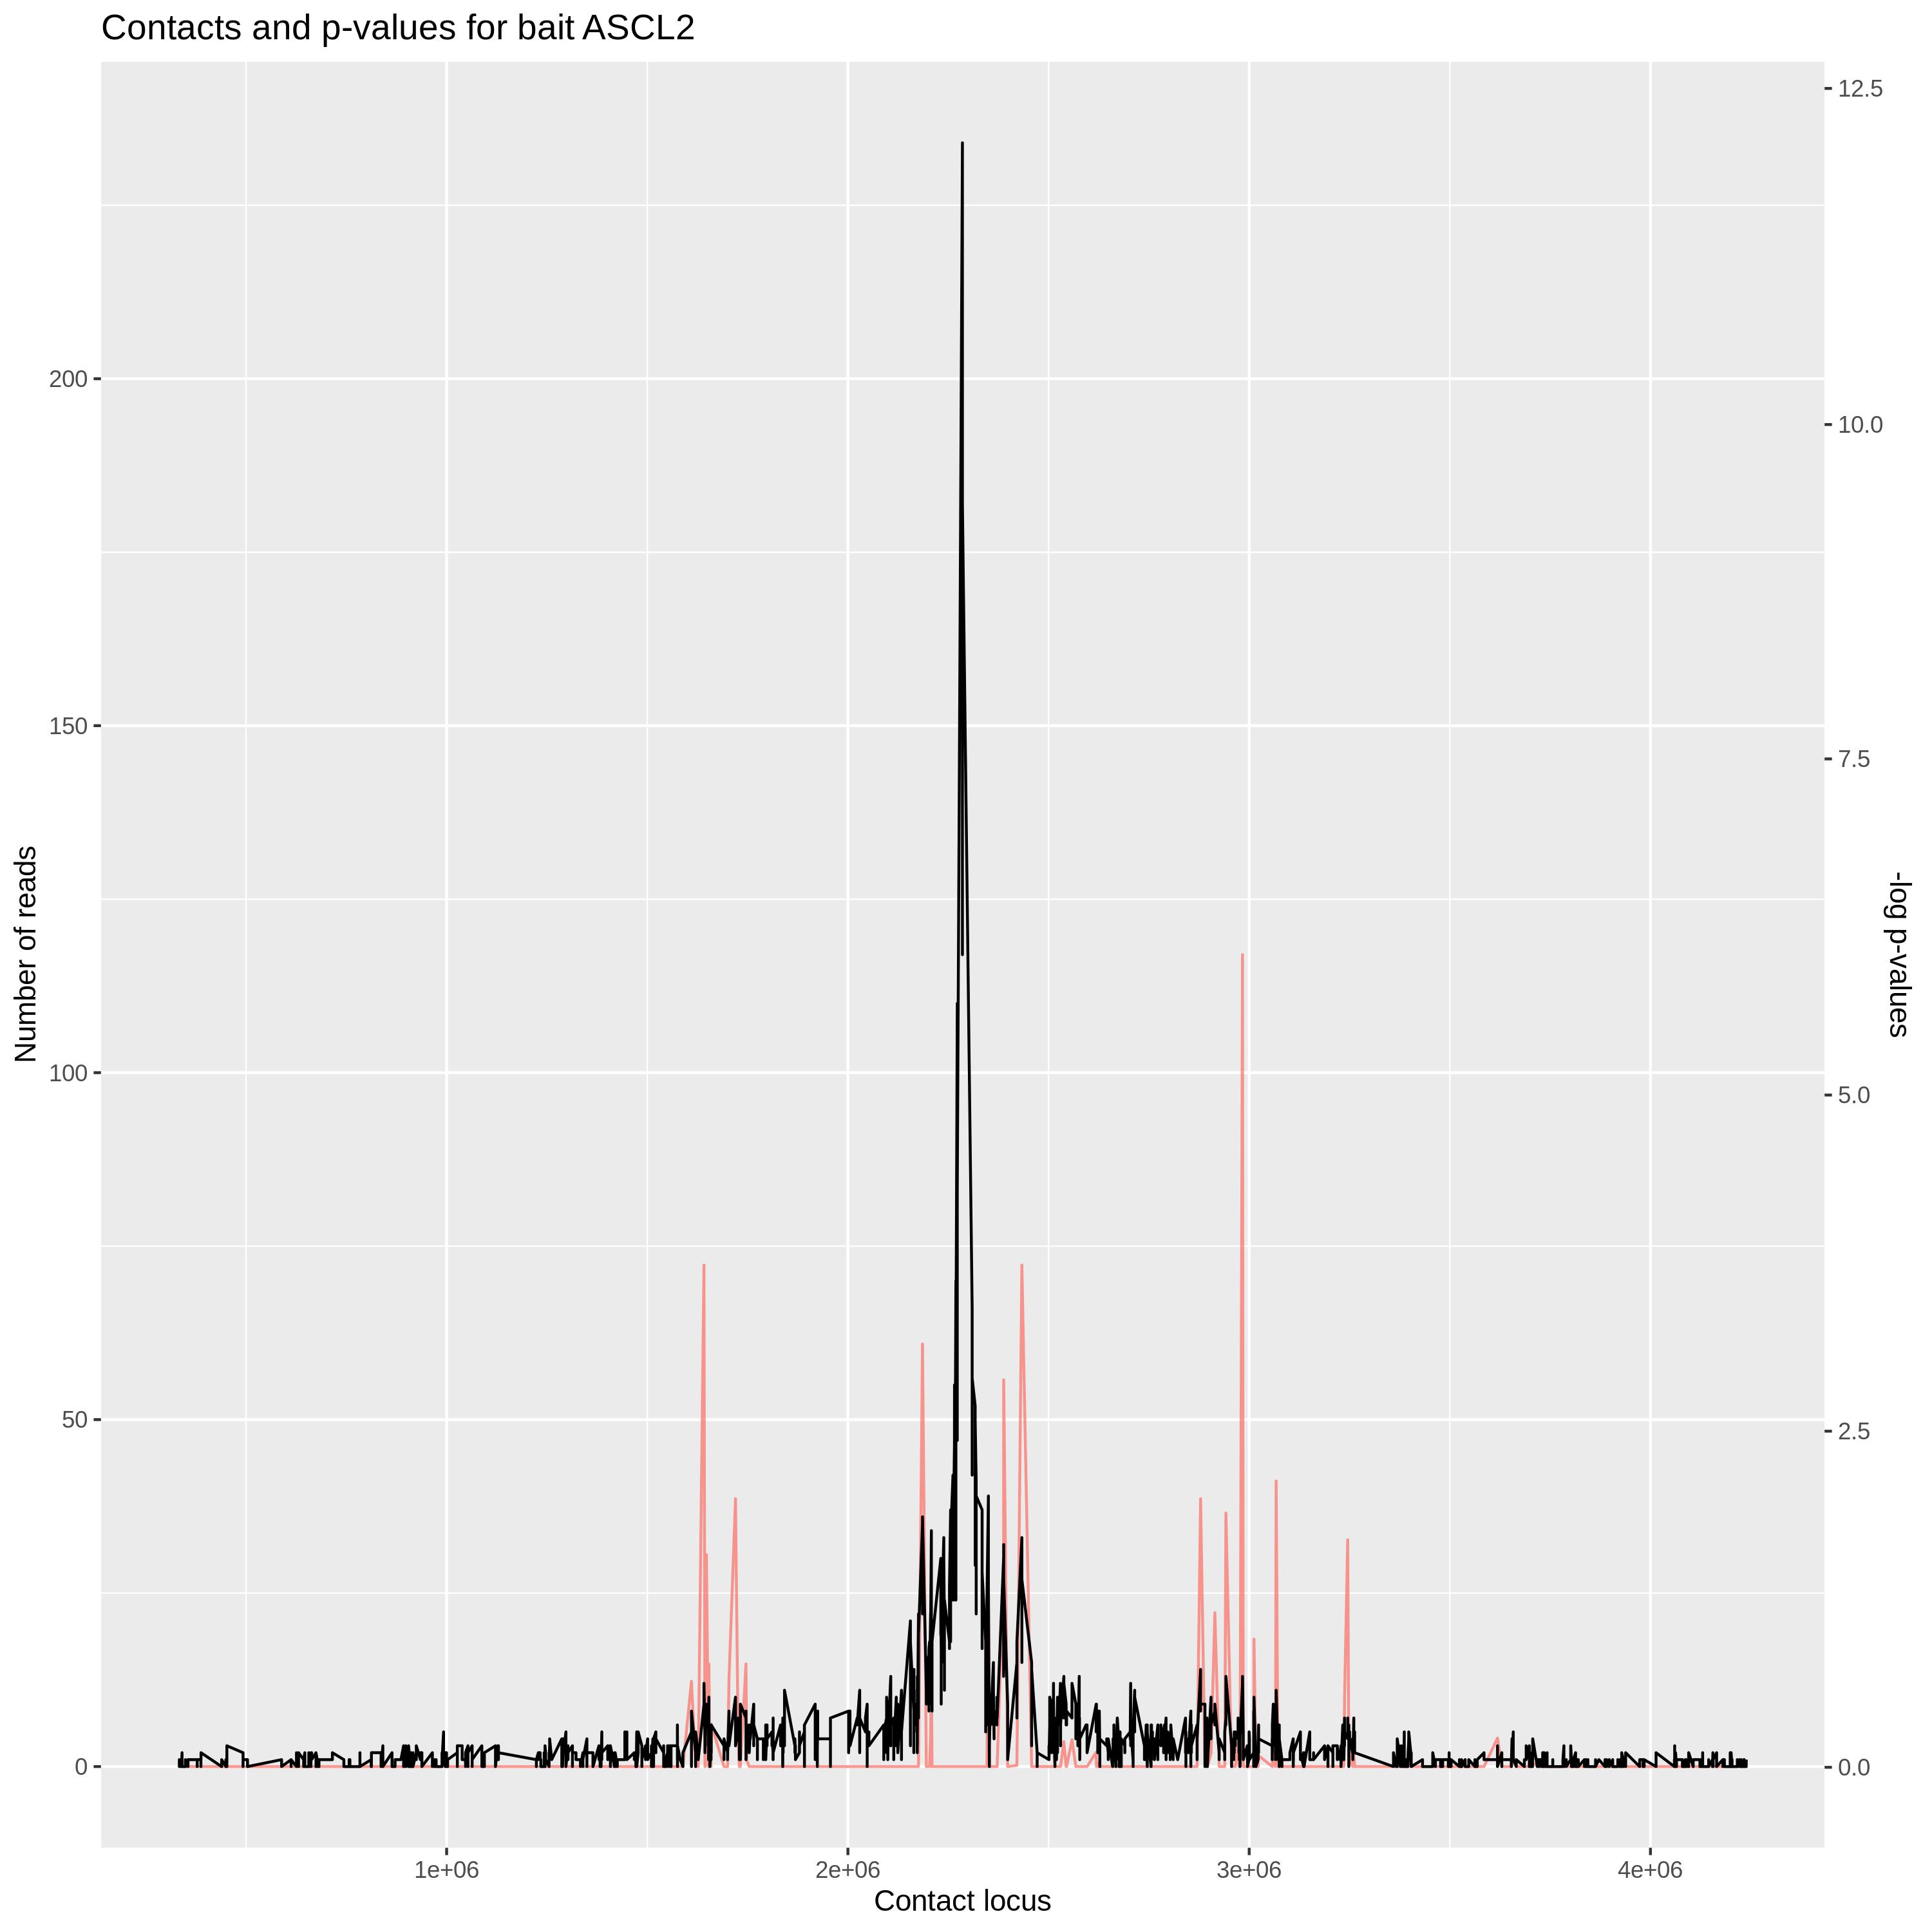 Contacts and p-values for bait ASCL2
12.5
200
10.0
150
7.5
Number of reads
-log p-values
100
5.0
50
2.5
0
0.0
1e+06
2e+06
3e+06
4e+06
Contact locus